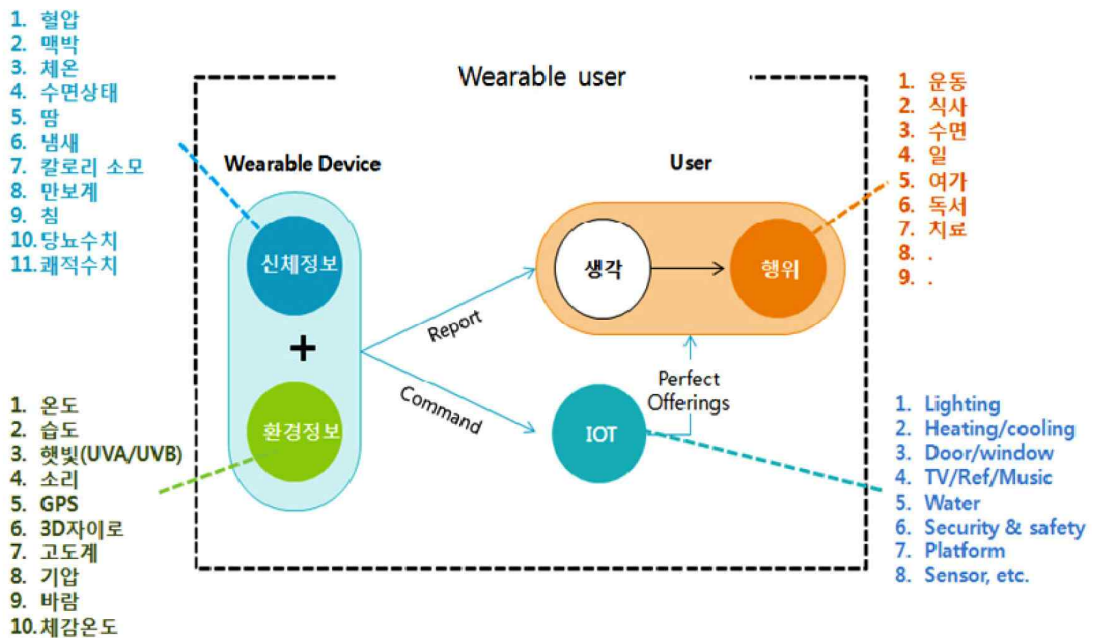 1. 혈압
2. 맥박
3. 체온
4. 수면상태
5. 땀
6. 냄새
7. 칼로리 소모
8. 만보계
9. 침
10.당뇨수치
11.쾌적수치
Wearable user
1. 운동
2. 식사
3. 수면
4. 일
5. 여가
6. 독서
7. 치료
8. .
9. .
Wearable Device
User
신체정보
생각
행위
+
Report
Command
Perfect
Offerings
환경정보
IOT
1. 온도
2. 습도
3. 햇빛(UVA/UVB)
4. 소리
5. GPS
6. 3D자이로
7. 고도계
8. 기압
9. 바람
10.체감온도
1. Lighting
2. Heating/cooling
3. Door/window
4. TV/Ref/Music
5. Water
6. Security & safety
7. Platform
8. Sensor, etc.